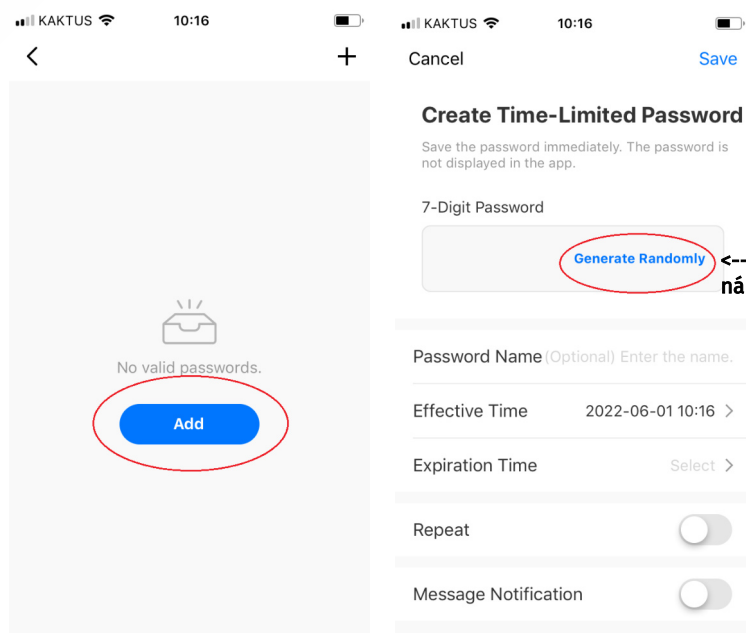 KAKTUS 10:16
No valid passwords.
Add
KAKTUS 10:16
Cancel Save
Create Time-Limited Password
Save the password immediately. The password is
not displayed in the app.
7-Digit Password
Generate Randomly <--
ná
Password Name (Optional) Enter the name.
Effective Time 2022-06-01 10:16 >
Expiration Time Select >
Repeat
Message Notification